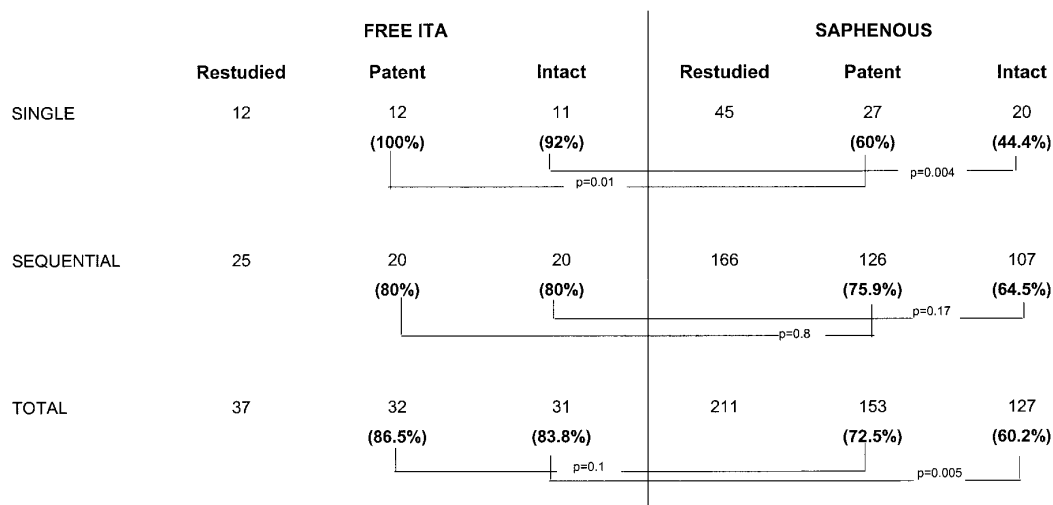 FREE ITA SAPHENOUS
Restudied Patent Intact Restudied Patent Intact
SINGLE 12 12 11 45 27 20
(100%) (92%) (60%) (44.4%)
p=0.004
p=0.01
SEQUENTIAL 25 20 20 166 126 107
(80%) (80%) (75.9%) (64.5%)
p=0.17
p=0.8
TOTAL 37 32 31 211 153 127
(86.5%) (83.8%) (72.5%) (60.2%)
p=0.1
p=0.005